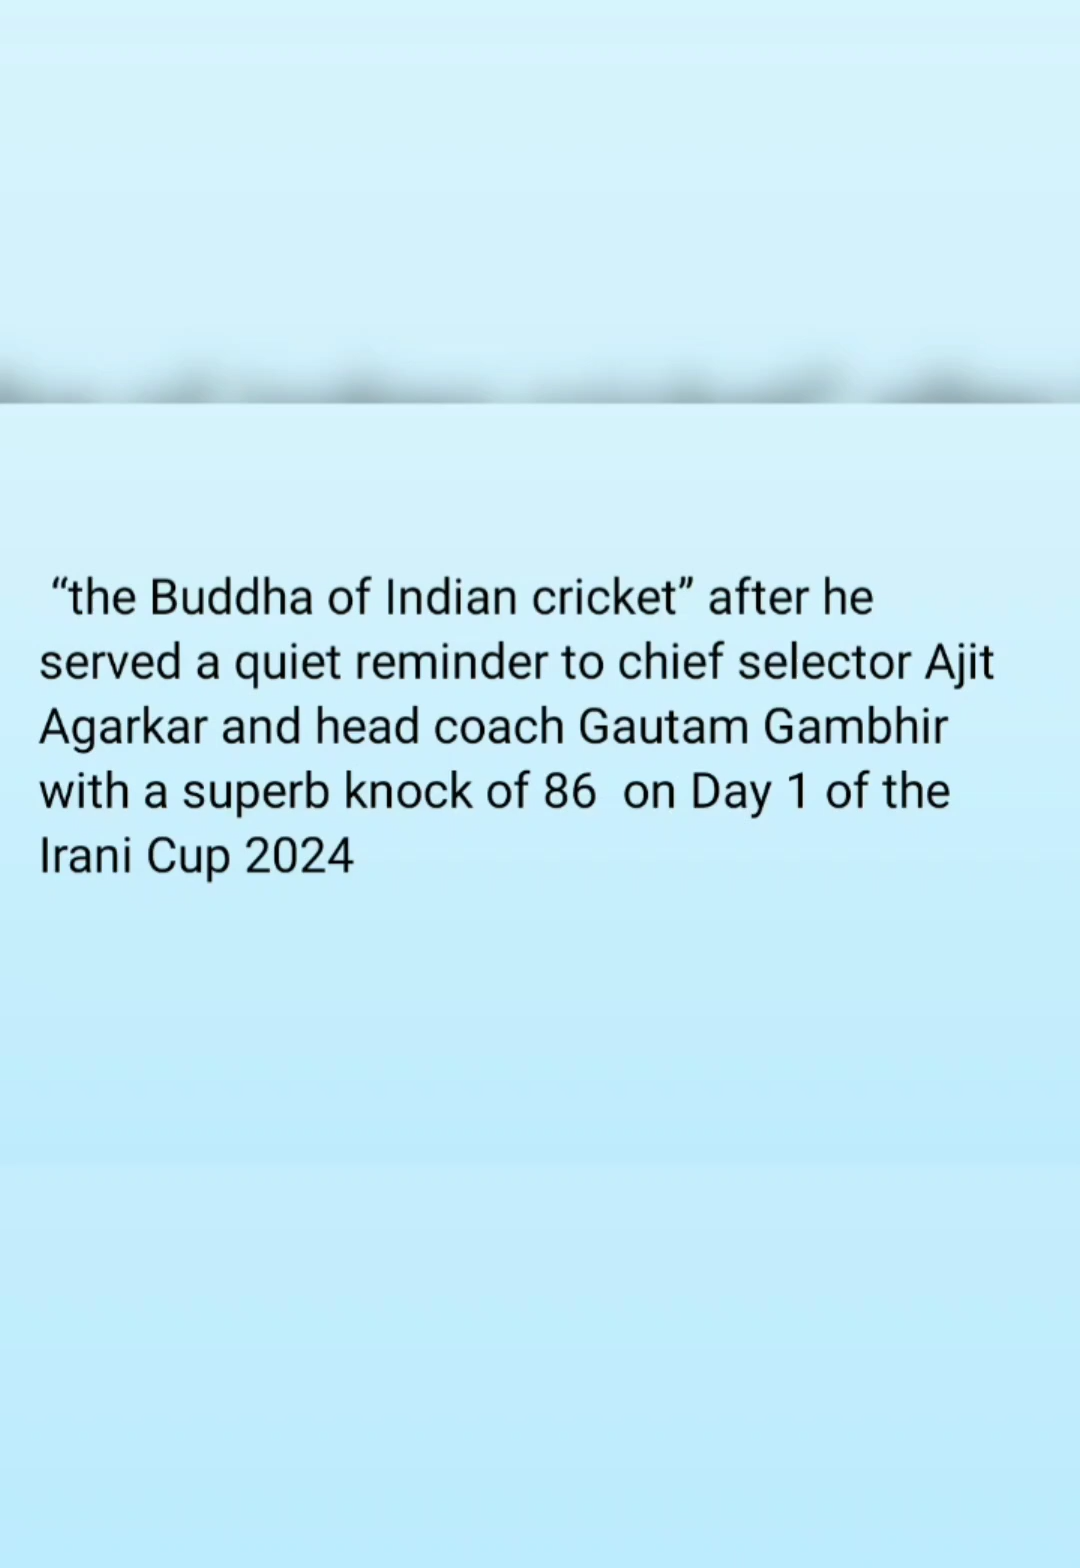 “the Buddha of Indian cricket” after he
served a quiet reminder to chief selector Ajit
Agarkar and head coach Gautam Gambhir
with a superb knock of 86  on Day 1 of the
Irani Cup 2024